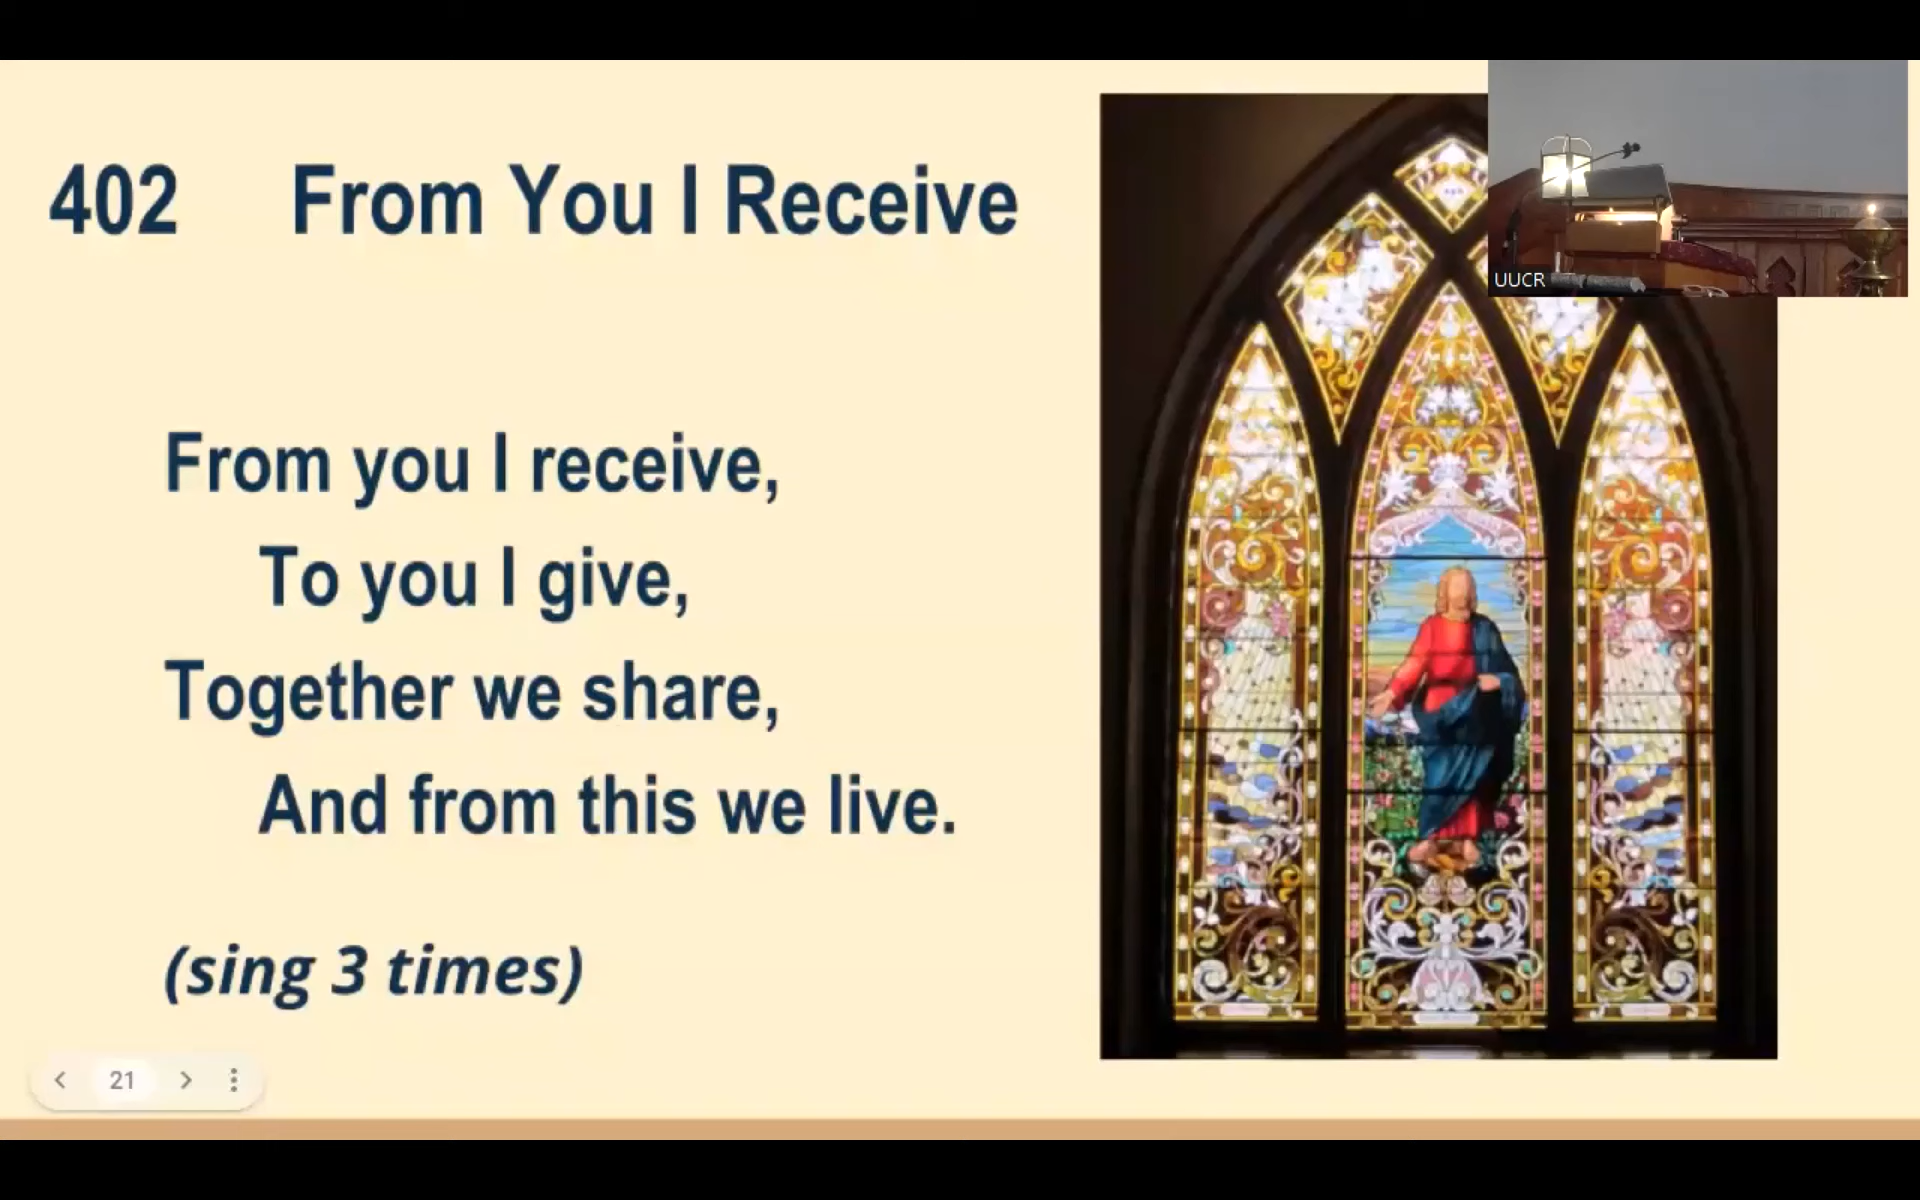 402 From You I Receive
From you I receive,
To you I give,
Together we share,
And from this we live.
(sing 3 times)
UUCR
21